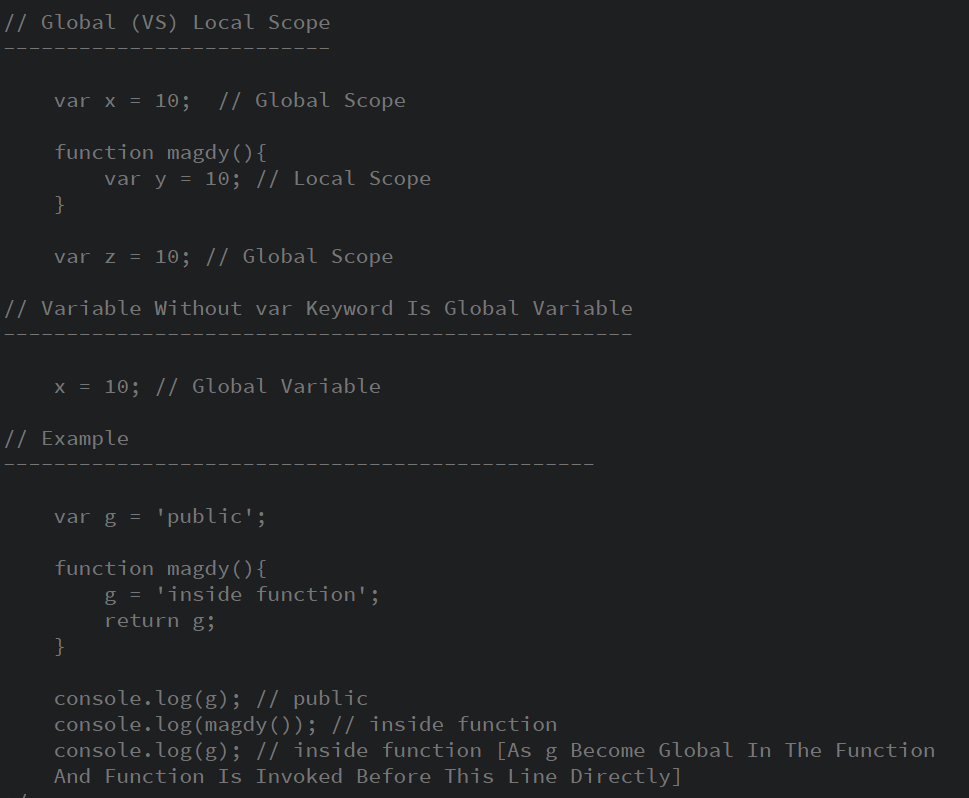 // Global (VS) Local Scope
--------------------------
var x = 10;  // Global Scope
function magdy(){
var y = 10; // Local Scope
}
var z = 10; // Global Scope
// Variable Without var Keyword Is Global Variable
--------------------------------------------------
x = 10; // Global Variable
// Example
-----------------------------------------------
var g = 'public';
function magdy(){
g = 'inside function';
return g;
}
console.log(g); // public
console.log(magdy()); // inside function
console.log(g); // inside function [As g Become Global In The Function
And Function Is Invoked Before This Line Directly]